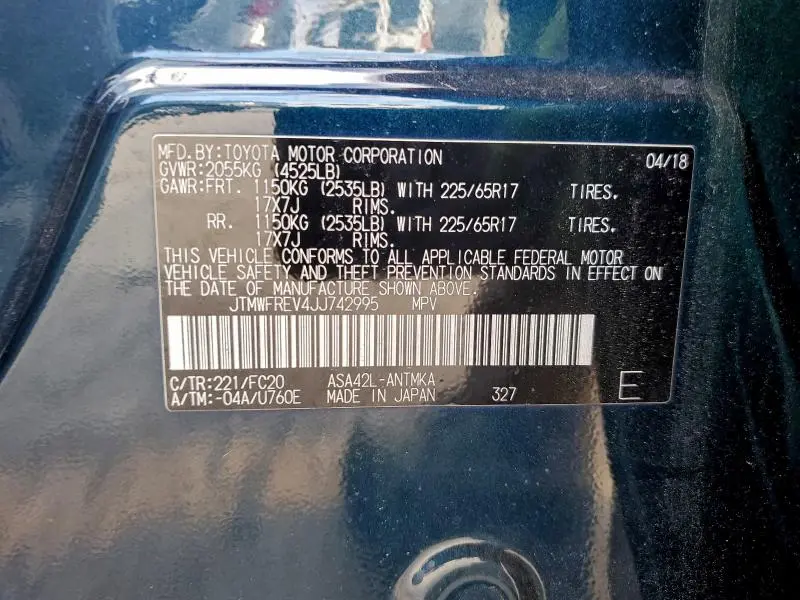 MFD.BY:TOYOTA MOTOR CORPORATION 04/18
GVWR:2055KG (4525LB)
GAWR:FRT. 1150KG (2535LB) WITH 225/65R17 TIRES,
17X7J RIMS.
RR. 1150KG (2535LB) WITH 225/65R17 TIRES,
17X7J RIMS.
THIS VEHICLE CONFORMS TO ALL APPLICABLE FEDERAL MOTOR
VEHICLE SAFETY AND THEFT PREVENTION STANDARDS IN EFFECT ON
THE DATE OF MANUFACTURE SHOWN ABOVE.
JTMWFREV4JJ742995 MPV
C/TR:221/FC20 ASA42L-ANTMKA
A/TM:-04A/U760E MADE IN JAPAN 327 E